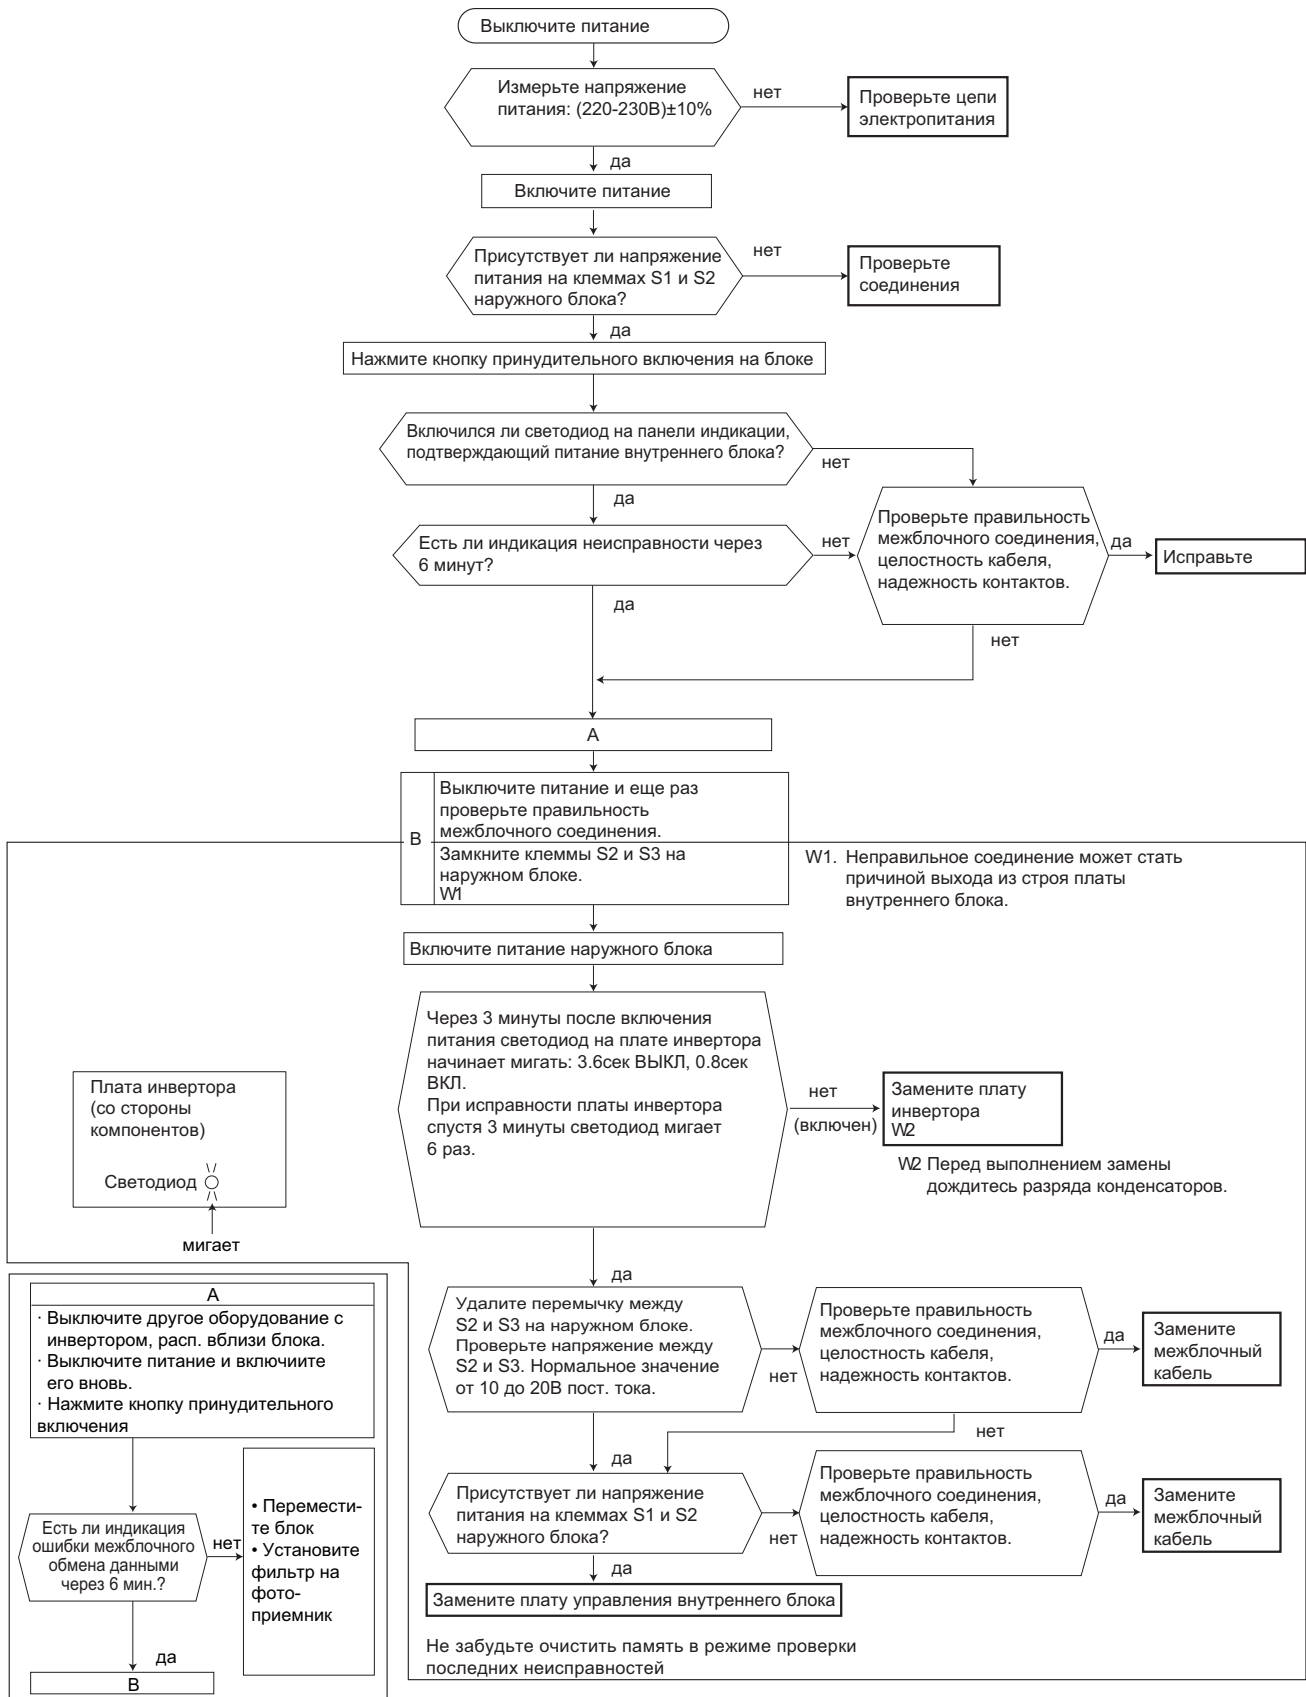 Выключите питание
Измерьте напряжение
питания: (220-230В)±10%
нет
Проверьте цепи
электропитания
да
Включите питание
Присутствует ли напряжение
питания на клеммах S1 и S2
наружного блока?
нет
Проверьте
соединения
да
Нажмите кнопку принудительного включения на блоке
Включился ли светодиод на панели индикации,
подтверждающий питание внутреннего блока?
нет
да
Есть ли индикация неисправности через
6 минут?
нет
Проверьте правильность
межблочного соединения,
целостность кабеля,
надежность контактов.
да
Исправьте
да
нет
A
B
Выключите питание и еще раз
проверьте правильность
межблочного соединения.
Замкните клеммы S2 и S3 на
наружном блоке.
W1
W1. Неправильное соединение может стать
причиной выхода из строя платы
внутреннего блока.
Включите питание наружного блока
Через 3 минуты после включения
питания светодиод на плате инвертора
начинает мигать: 3.6сек ВЫКЛ, 0.8сек
ВКЛ.
При исправности платы инвертора
спустя 3 минуты светодиод мигает
6 раз.
нет
(включен)
Замените плату
инвертора
W2
W2 Перед выполнением замены
дождитесь разряда конденсаторов.
Плата инвертора
(со стороны
компонентов)
Светодиод
мигает
да
Удалите перемычку между
S2 и S3 на наружном блоке.
Проверьте напряжение между
S2 и S3. Нормальное значение
от 10 до 20В пост. тока.
нет
Проверьте правильность
межблочного соединения,
целостность кабеля,
надежность контактов.
да
Замените
межблочный
кабель
нет
да
Присутствует ли напряжение
питания на клеммах S1 и S2
наружного блока?
нет
Проверьте правильность
межблочного соединения,
целостность кабеля,
надежность контактов.
да
Замените
межблочный
кабель
да
Замените плату управления внутреннего блока
Не забудьте очистить память в режиме проверки
последних неисправностей
A
· Выключите другое оборудование с
инвертором, расп. вблизи блока.
· Выключите питание и включиите
его вновь.
· Нажмите кнопку принудительного
включения
Есть ли индикация
ошибки межблочного
обмена данными
через 6 мин.?
нет
• Перемести-
те блок
• Установите
фильтр на
фото-
приемник
да
B